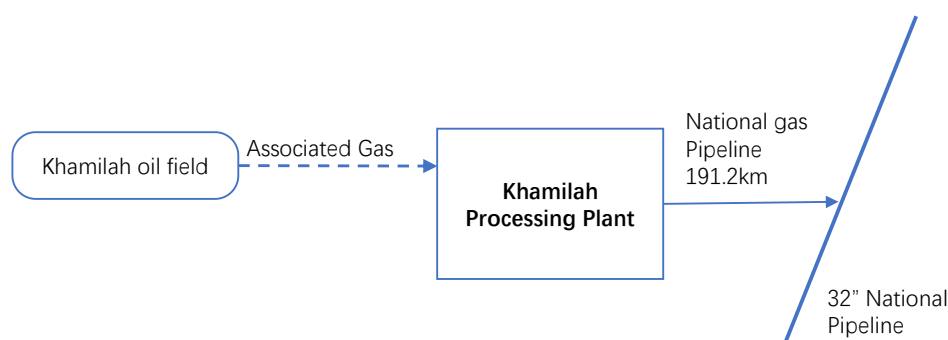 Khamilah oil field
Associated Gas
Khamilah
Processing Plant
National gas
Pipeline
191.2km
32” National
Pipeline